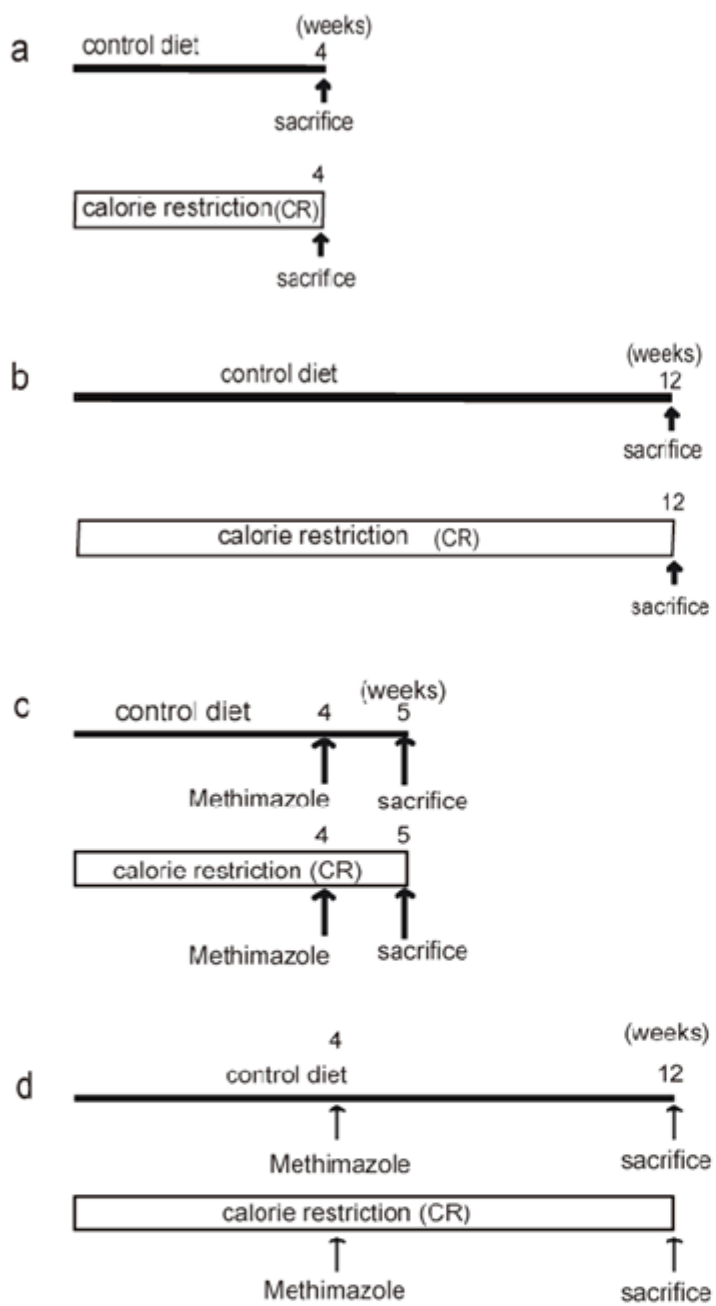 a
(weeks)
control diet
4
sacrifice
4
calorie restriction(CR)
sacrifice
b
(weeks)
control diet
12
sacrifice
12
calorie restriction (CR)
sacrifice
c
(weeks)
control diet 4 5
Methimazole sacrifice
4 5
calorie restriction (CR)
Methimazole sacrifice
d
4 (weeks)
control diet 12
Methimazole sacrifice
calorie restriction (CR)
Methimazole sacrifice